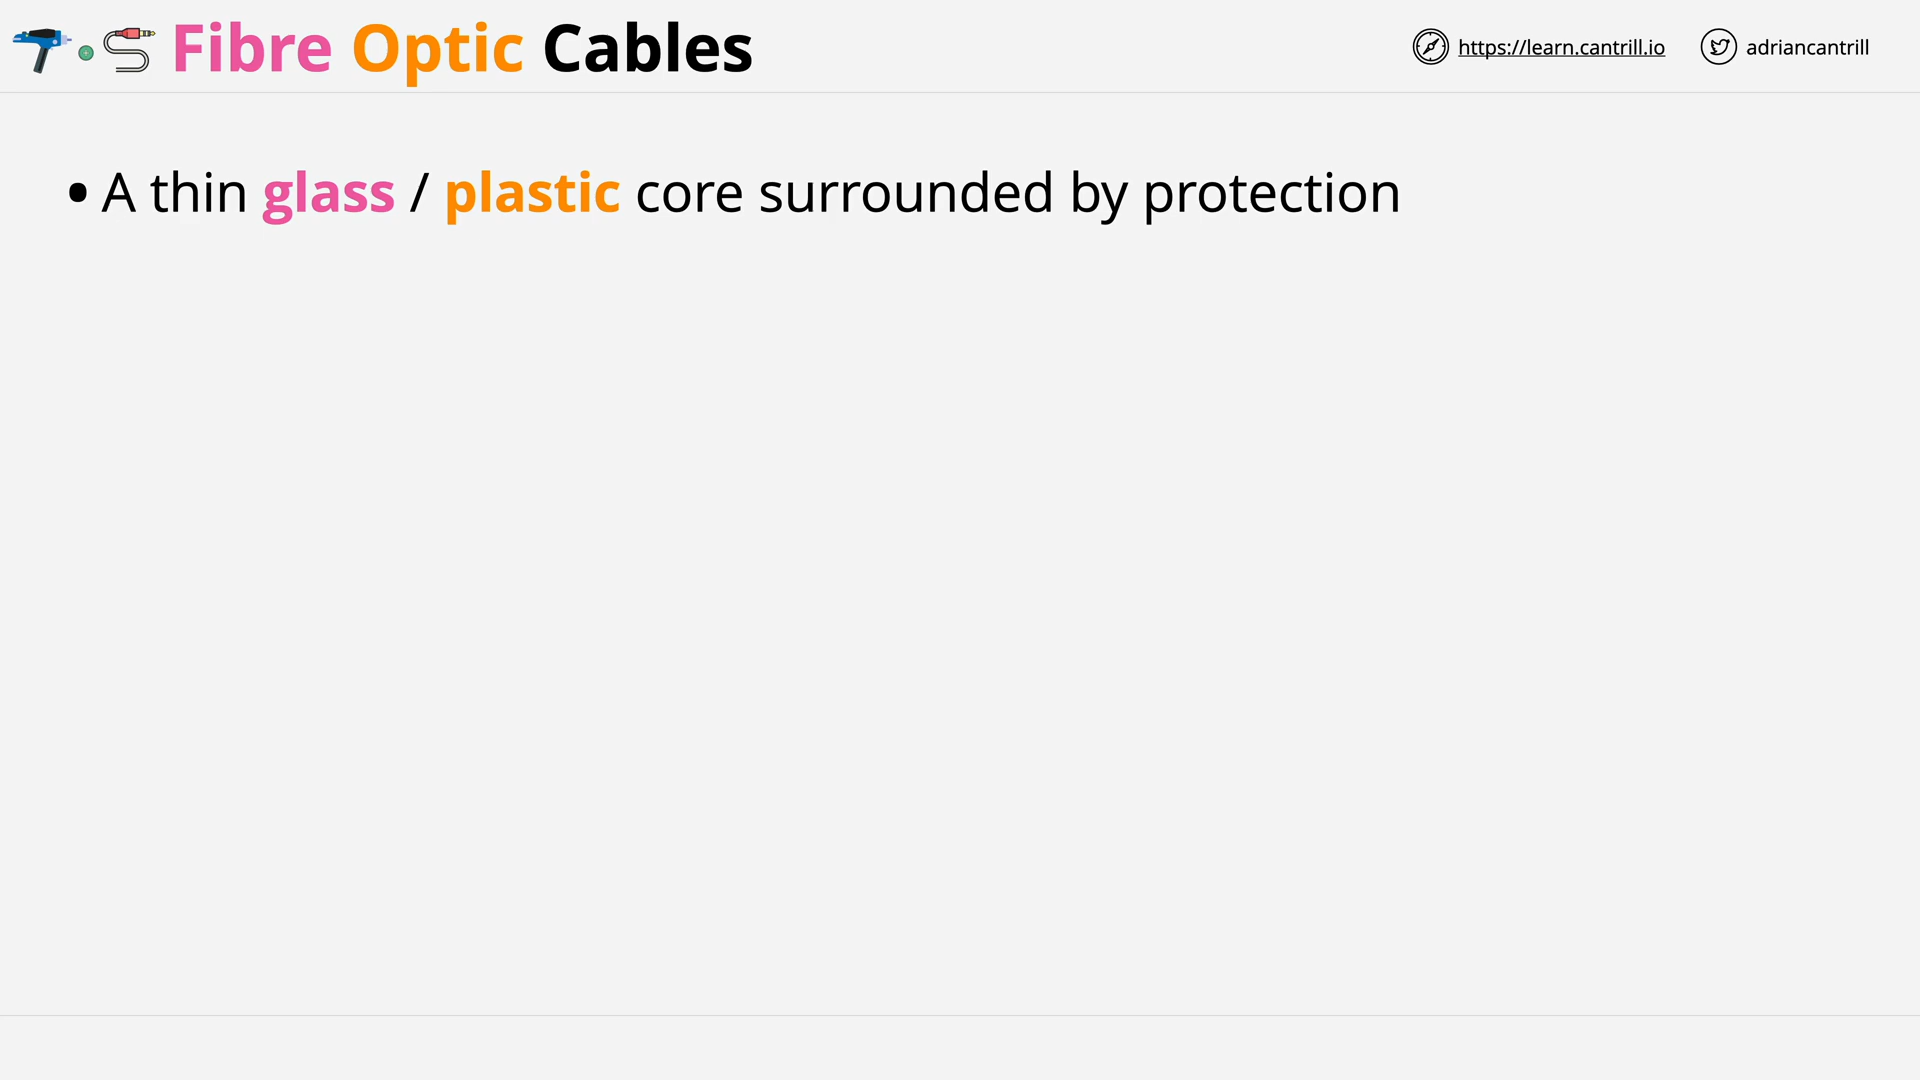 Fibre Optic Cables
https://learn.cantrill.io
adriancantrill
• A thin glass / plastic core surrounded by protection